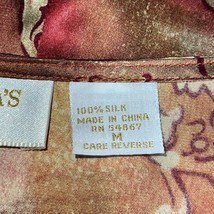 A'S
100% SILK
MADE IN CHINA
RN 54867
M
CARE REVERSE